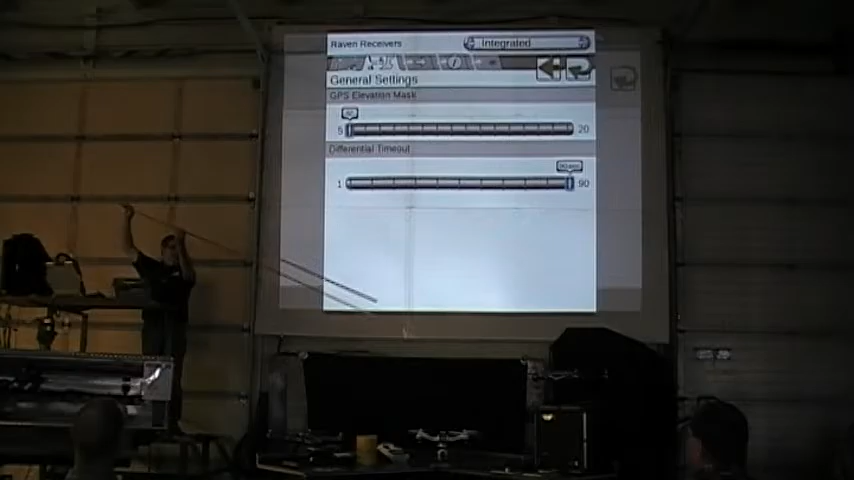 Raven Receivers
Integrated
General Settings
GPS Elevation Mask
5
20
Differential Timeout
1
90